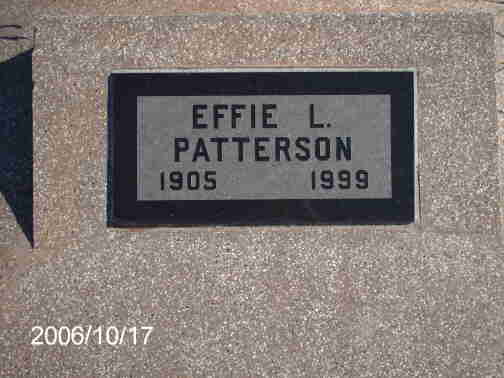 EFFIE L.
PATTERSON
1905 1999
2006/10/17